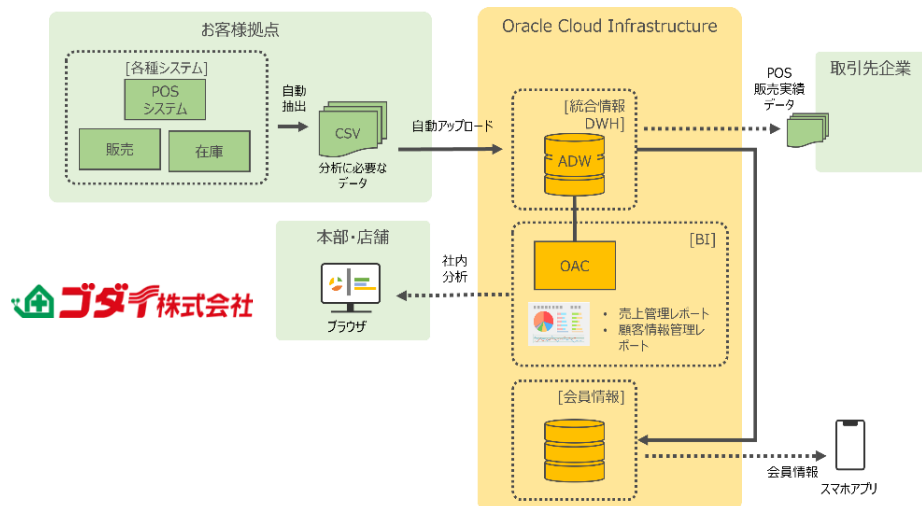 お客様拠点
[各種システム]
POS
システム
販売
在庫
自動
抽出
CSV
分析に必要な
データ
自動アップロード
Oracle Cloud Infrastructure
[統合情報
DWH]
ADW
POS
販売実績
データ
取引先企業
本部・店舗
ブラウザ
社内
分析
[BI]
OAC
• 売上管理レポート
• 顧客情報管理レ
ポート
ゴダイ株式会社
[会員情報]
会員情報
スマホアプリ